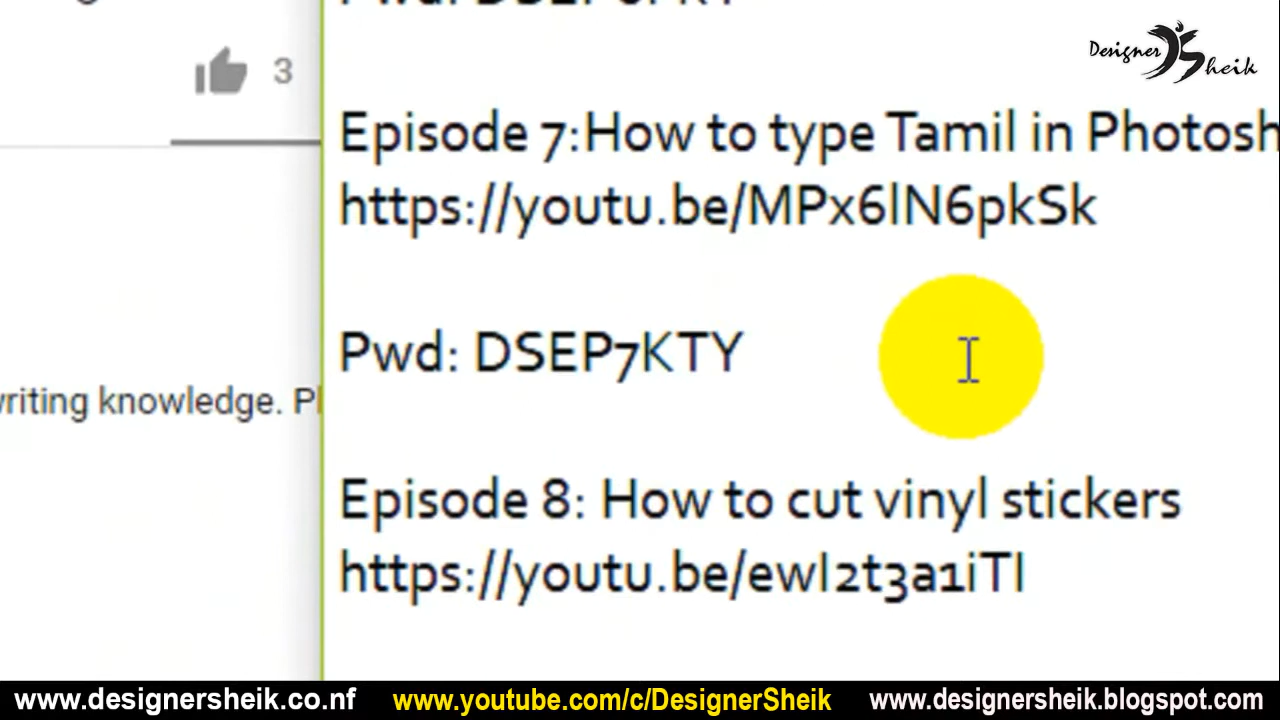 Designer Sheik
3
Episode 7:How to type Tamil in Photosh
https://youtu.be/MPx6lN6pkSk
Pwd: DSEP7KTY
writing knowledge. Pl
Episode 8: How to cut vinyl stickers
https://youtu.be/ewl2t3a1iTI
www.designersheik.co.nf
www.youtube.com/c/DesignerSheik
www.designersheik.blogspot.com